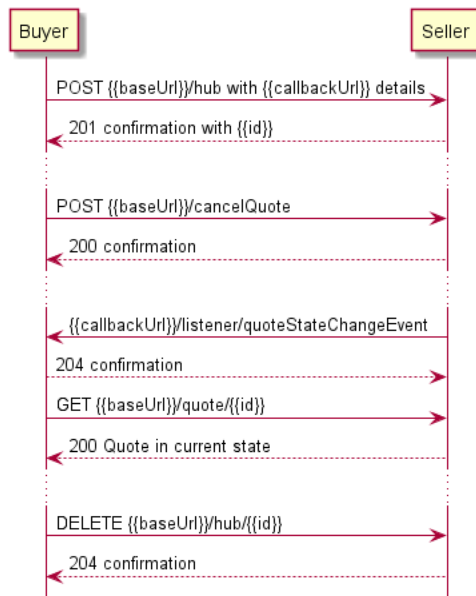 Buyer
Seller
POST {{baseUrl}}/hub with {{callbackUrl}} details
201 confirmation with {{id}}
POST {{baseUrl}}/cancelQuote
200 confirmation
{{callbackUrl}}/listener/quoteStateChangeEvent
204 confirmation
GET {{baseUrl}}/quote/{{id}}
200 Quote in current state
DELETE {{baseUrl}}/hub/{{id}}
204 confirmation